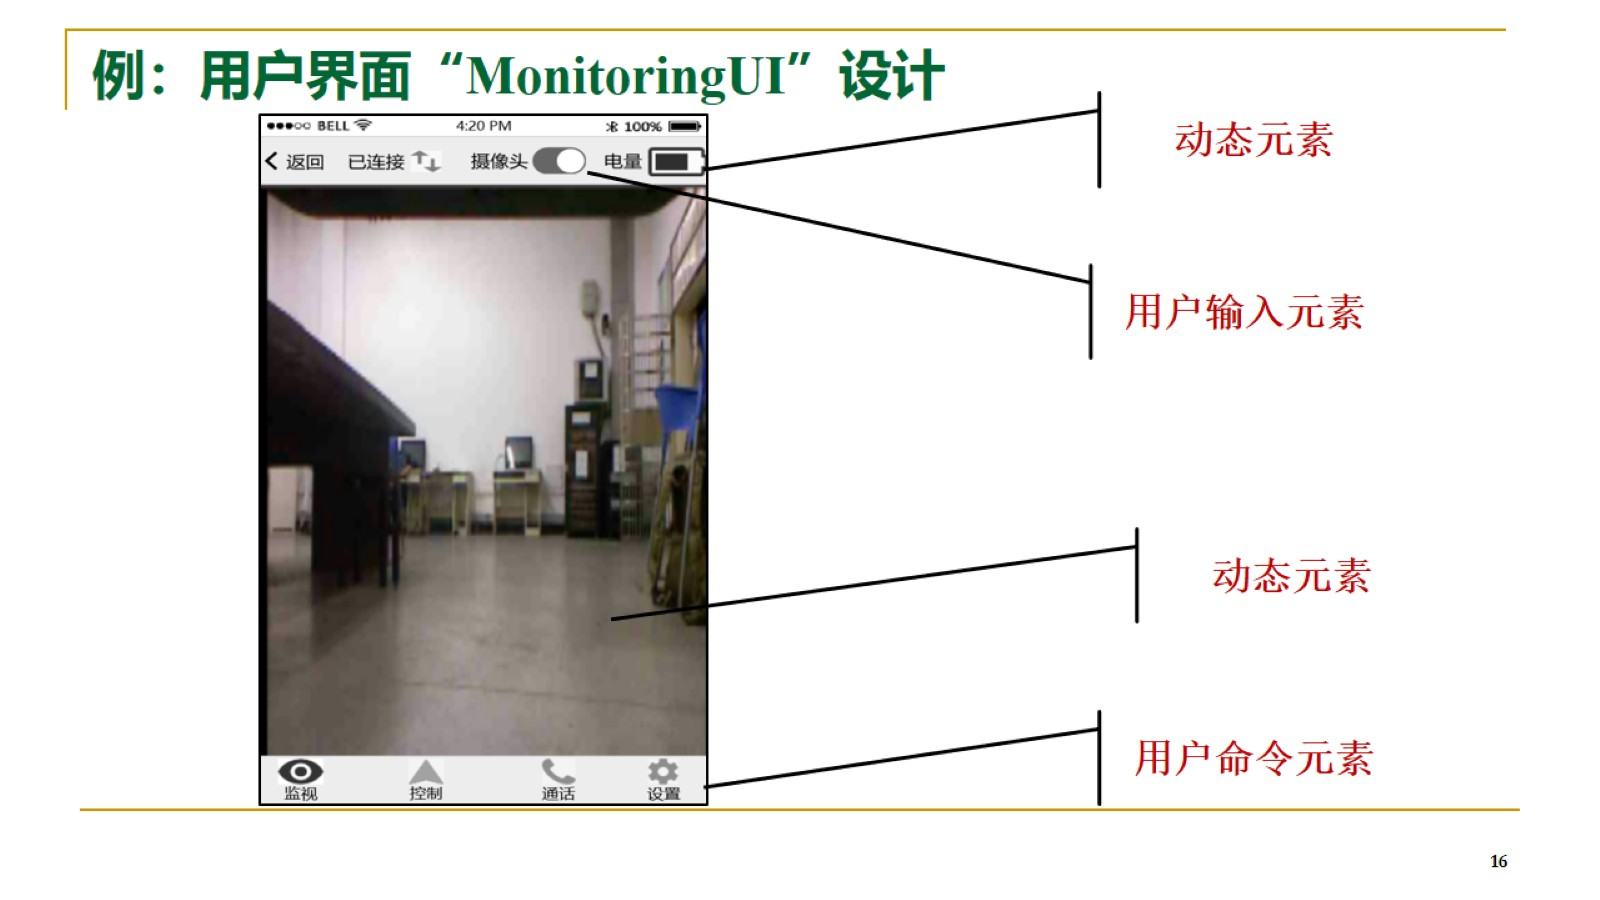 例：用户界面“MonitoringUI”设计
BELL 4:20 PM 100%
返回 已连接 摄像头 电量
动态元素
用户输入元素
动态元素
用户命令元素
监视 控制 通话 设置
16